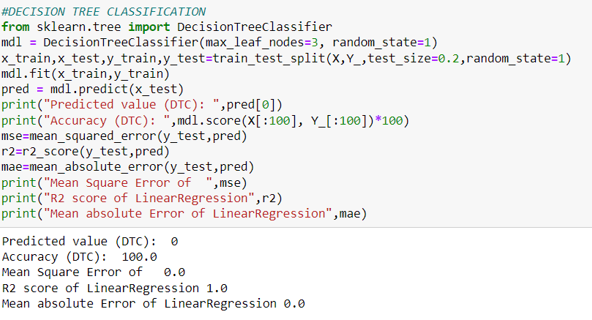 #DECISION TREE CLASSIFICATION
from sklearn.tree import DecisionTreeClassifier
mdl = DecisionTreeClassifier(max_leaf_nodes=3, random_state=1)
x_train,x_test,y_train,y_test=train_test_split(X,Y_,test_size=0.2,random_state=1)
mdl.fit(x_train,y_train)
pred = mdl.predict(x_test)
print("Predicted value (DTC): ",pred[0])
print("Accuracy (DTC): ",mdl.score(X[:100], Y_[:100])*100)
mse=mean_squared_error(y_test,pred)
r2=r2_score(y_test,pred)
mae=mean_absolute_error(y_test,pred)
print("Mean Square Error of  ",mse)
print("R2 score of LinearRegression",r2)
print("Mean absolute Error of LinearRegression",mae)
Predicted value (DTC):  0
Accuracy (DTC):  100.0
Mean Square Error of   0.0
R2 score of LinearRegression 1.0
Mean absolute Error of LinearRegression 0.0